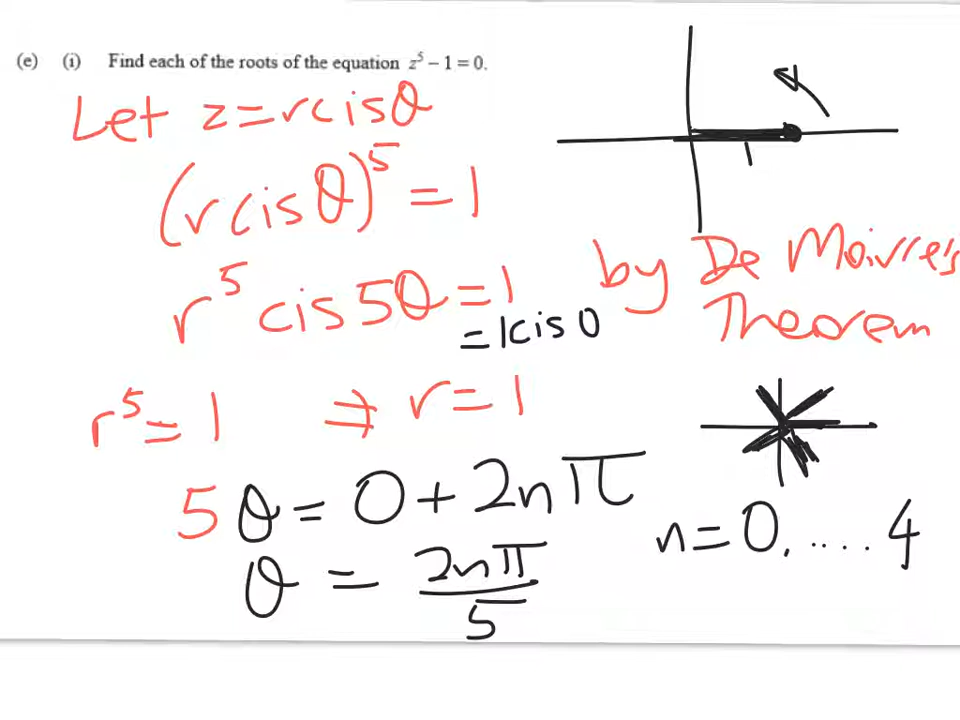 (e) (i) Find each of the roots of the equation z⁵ – 1 = 0.
Let z = r cis θ
(r cis θ)⁵ = 1
r⁵ cis 5θ = 1 by De Moivre's Theorem
= 1 cis 0
r⁵ = 1 ⇒ r = 1
5θ = 0 + 2nπ
θ = 2nπ/5
n = 0, .... 4
1